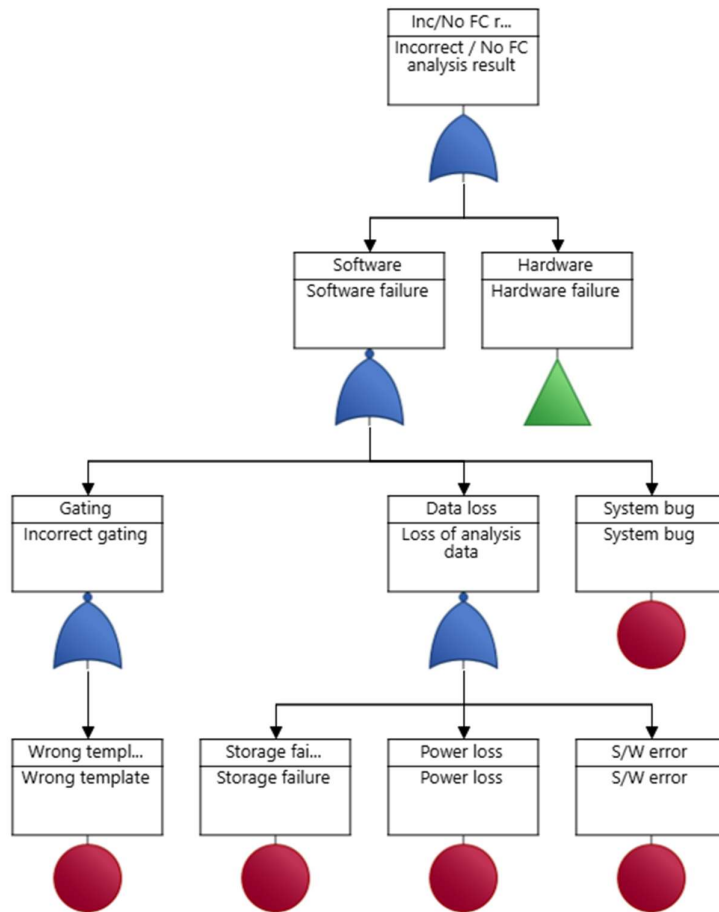 Inc/No FC r...
Incorrect / No FC
analysis result
Software
Software failure
Hardware
Hardware failure
Gating
Incorrect gating
Data loss
Loss of analysis
data
System bug
System bug
Wrong templ...
Wrong template
Storage fai...
Storage failure
Power loss
Power loss
S/W error
S/W error